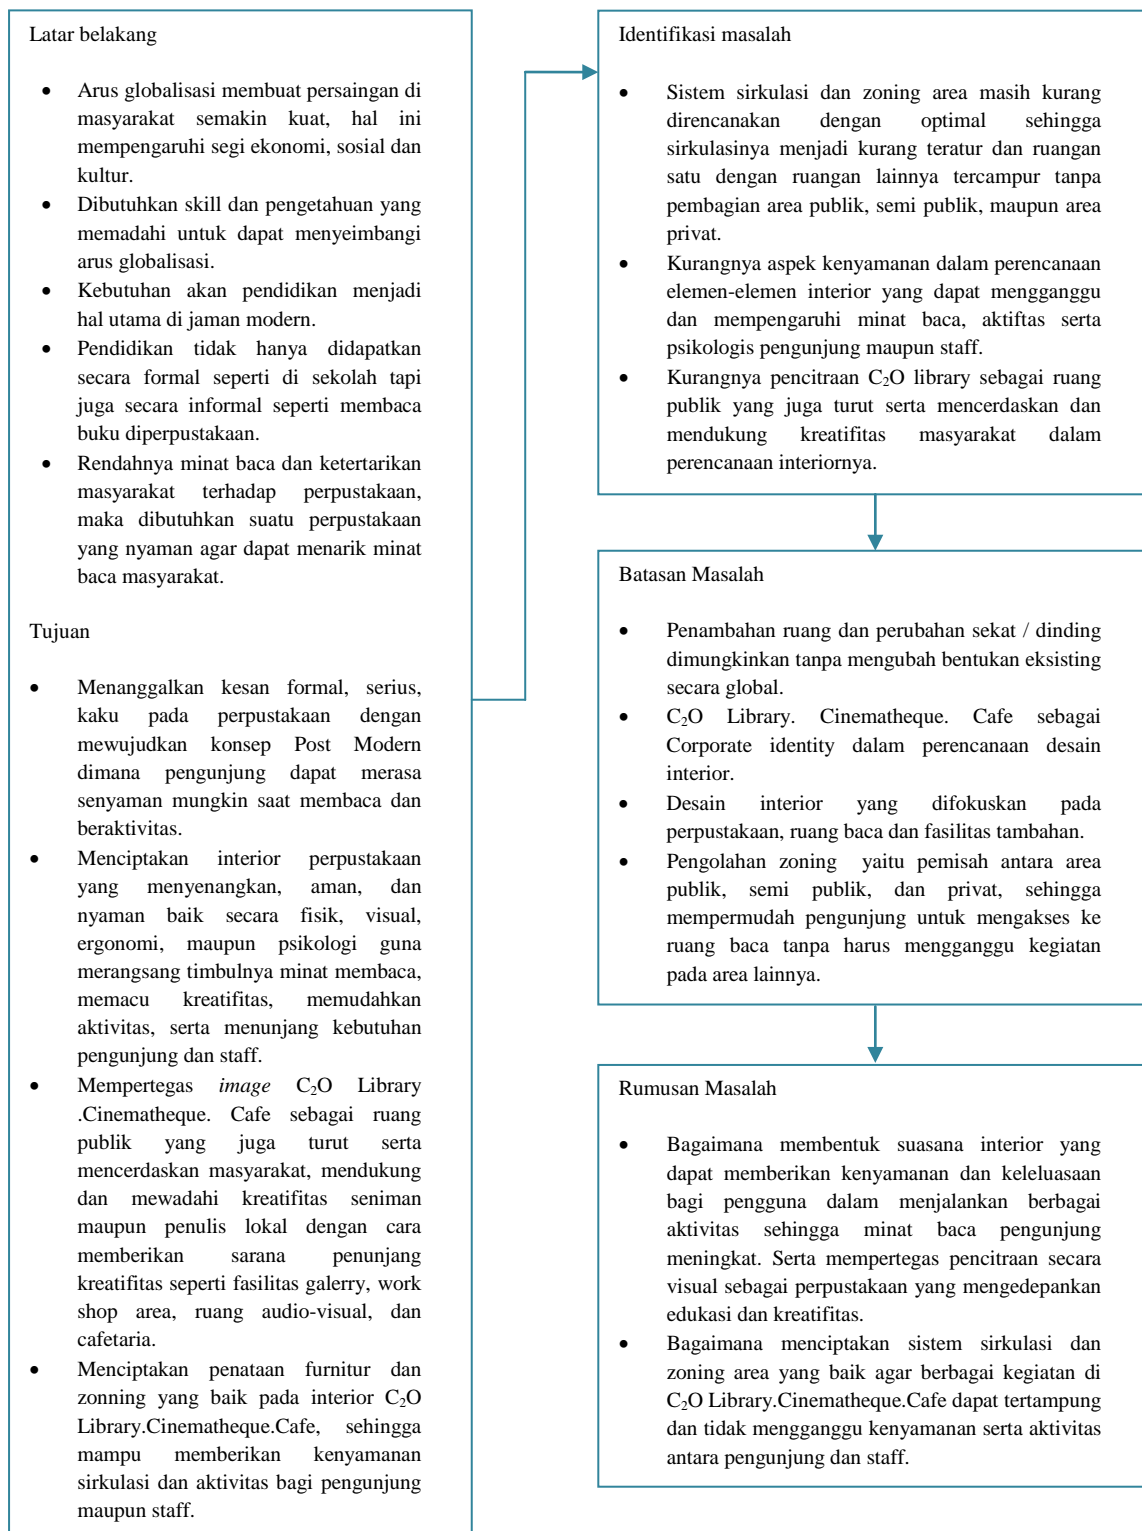 Latar belakang
• Arus globalisasi membuat persaingan di
masyarakat semakin kuat, hal ini
mempengaruhi segi ekonomi, sosial dan
kultur.
• Dibutuhkan skill dan pengetahuan yang
memadahi untuk dapat menyeimbangi
arus globalisasi.
• Kebutuhan akan pendidikan menjadi
hal utama di jaman modern.
• Pendidikan tidak hanya didapatkan
secara formal seperti di sekolah tapi
juga secara informal seperti membaca
buku diperpustakaan.
• Rendahnya minat baca dan ketertarikan
masyarakat terhadap perpustakaan,
maka dibutuhkan suatu perpustakaan
yang nyaman agar dapat menarik minat
baca masyarakat.
Tujuan
• Menanggalkan kesan formal, serius,
kaku pada perpustakaan dengan
mewujudkan konsep Post Modern
dimana pengunjung dapat merasa
senyaman mungkin saat membaca dan
beraktivitas.
• Menciptakan interior perpustakaan
yang menyenangkan, aman, dan
nyaman baik secara fisik, visual,
ergonomi, maupun psikologi guna
merangsang timbulnya minat membaca,
memacu kreatifitas, memudahkan
aktivitas, serta menunjang kebutuhan
pengunjung dan staff.
• Mempertegas image C₂O Library
.Cinematheque. Cafe sebagai ruang
publik yang juga turut serta
mencerdaskan masyarakat, mendukung
dan mewadahi kreatifitas seniman
maupun penulis lokal dengan cara
memberikan sarana penunjang
kreatifitas seperti fasilitas galerry, work
shop area, ruang audio-visual, dan
cafetaria.
• Menciptakan penataan furnitur dan
zonning yang baik pada interior C₂O
Library.Cinematheque.Cafe, sehingga
mampu memberikan kenyamanan
sirkulasi dan aktivitas bagi pengunjung
maupun staff.
Identifikasi masalah
• Sistem sirkulasi dan zoning area masih kurang
direncanakan dengan optimal sehingga
sirkulasinya menjadi kurang teratur dan ruangan
satu dengan ruangan lainnya tercampur tanpa
pembagian area publik, semi publik, maupun area
privat.
• Kurangnya aspek kenyamanan dalam perencanaan
elemen-elemen interior yang dapat mengganggu
dan mempengaruhi minat baca, aktiftas serta
psikologis pengunjung maupun staff.
• Kurangnya pencitraan C₂O library sebagai ruang
publik yang juga turut serta mencerdaskan dan
mendukung kreatifitas masyarakat dalam
perencanaan interiornya.
Batasan Masalah
• Penambahan ruang dan perubahan sekat / dinding
dimungkinkan tanpa mengubah bentukan eksisting
secara global.
• C₂O Library. Cinematheque. Cafe sebagai
Corporate identity dalam perencanaan desain
interior.
• Desain interior yang difokuskan pada
perpustakaan, ruang baca dan fasilitas tambahan.
• Pengolahan zoning yaitu pemisah antara area
publik, semi publik, dan privat, sehingga
mempermudah pengunjung untuk mengakses ke
ruang baca tanpa harus mengganggu kegiatan
pada area lainnya.
Rumusan Masalah
• Bagaimana membentuk suasana interior yang
dapat memberikan kenyamanan dan keleluasaan
bagi pengguna dalam menjalankan berbagai
aktivitas sehingga minat baca pengunjung
meningkat. Serta mempertegas pencitraan secara
visual sebagai perpustakaan yang mengedepankan
edukasi dan kreatifitas.
• Bagaimana menciptakan sistem sirkulasi dan
zoning area yang baik agar berbagai kegiatan di
C₂O Library.Cinematheque.Cafe dapat tertampung
dan tidak mengganggu kenyamanan serta aktivitas
antara pengunjung dan staff.